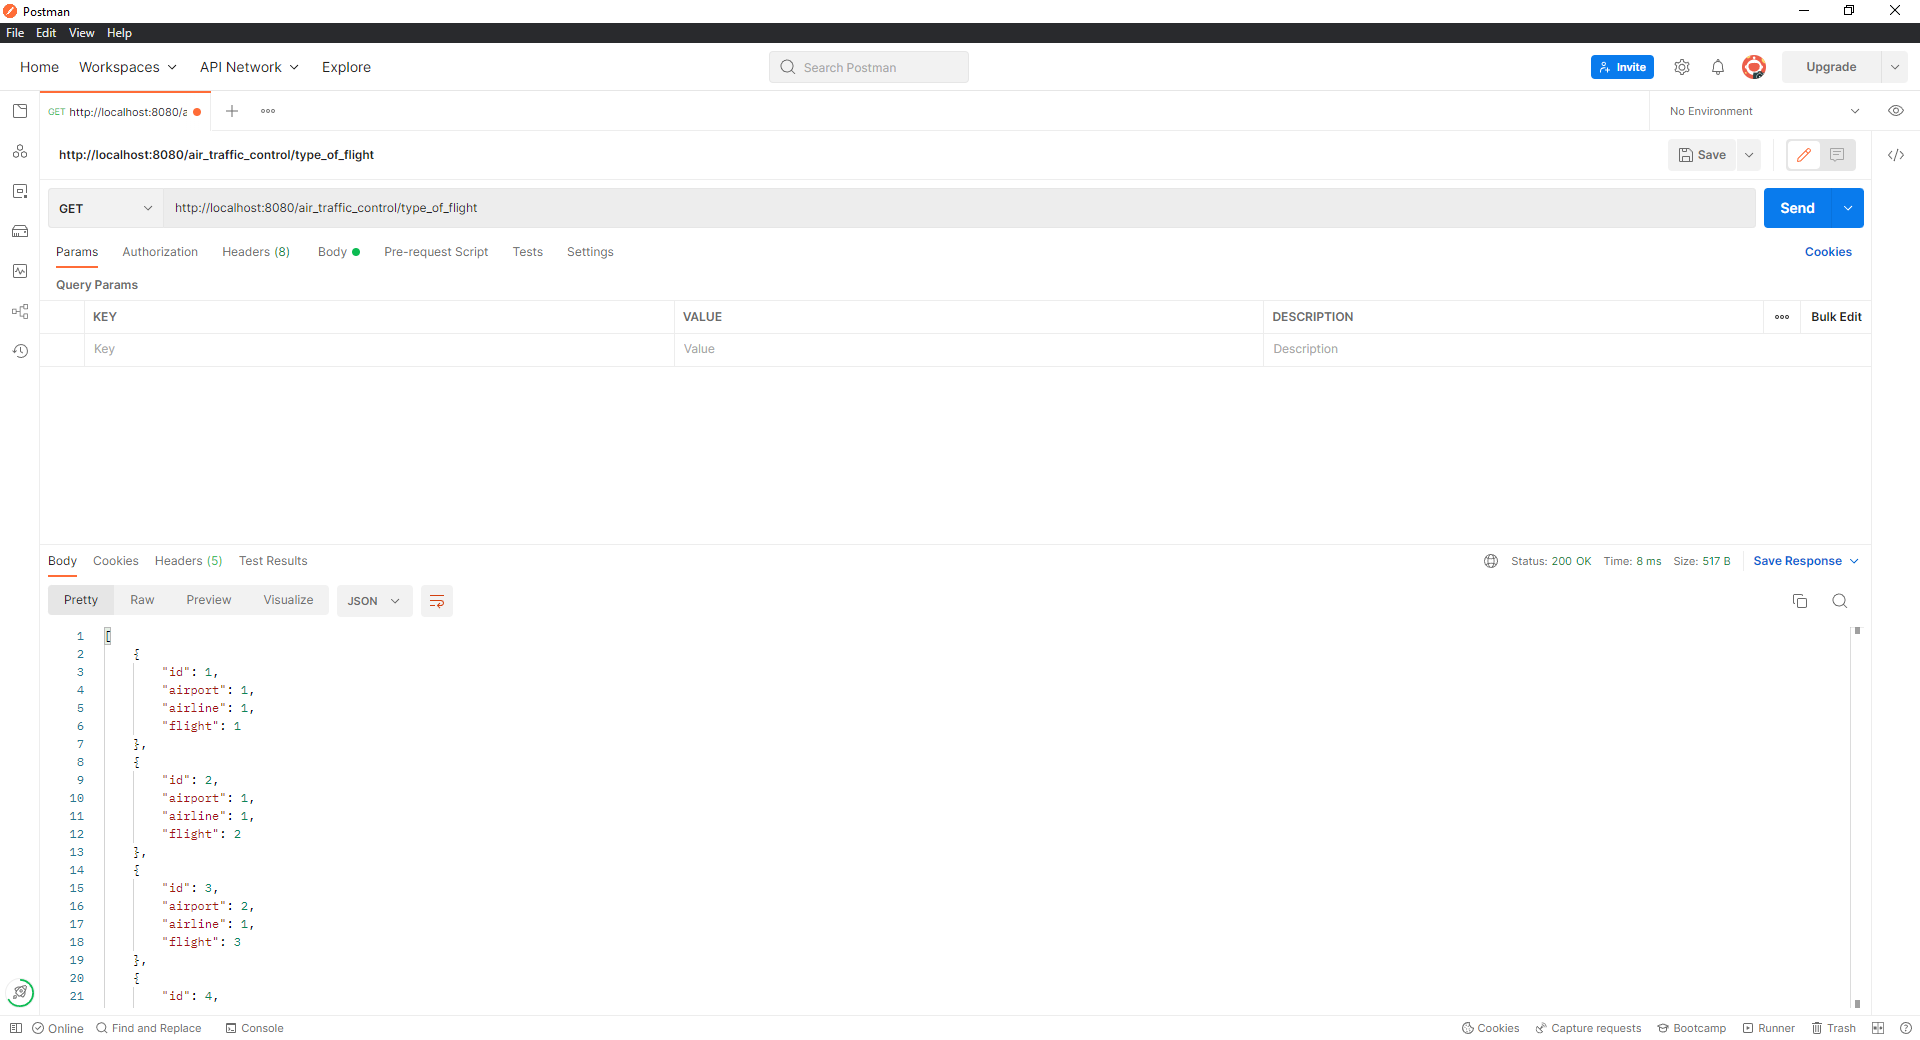 Postman
File Edit View Help
Home Workspaces API Network Explore Search Postman Invite Upgrade
GET http://localhost:8080/a No Environment
http://localhost:8080/air_traffic_control/type_of_flight Save
GET http://localhost:8080/air_traffic_control/type_of_flight Send
Params Authorization Headers (8) Body Pre-request Script Tests Settings Cookies
Query Params
KEY VALUE DESCRIPTION Bulk Edit
Key Value Description
Body Cookies Headers (5) Test Results Status: 200 OK Time: 8 ms Size: 517 B Save Response
Pretty Raw Preview Visualize JSON
1 [
2 {
3 "id": 1,
4 "airport": 1,
5 "airline": 1,
6 "flight": 1
7 },
8 {
9 "id": 2,
10 "airport": 1,
11 "airline": 1,
12 "flight": 2
13 },
14 {
15 "id": 3,
16 "airport": 2,
17 "airline": 1,
18 "flight": 3
19 },
20 {
21 "id": 4,
Online Find and Replace Console Cookies Capture requests Bootcamp Runner Trash